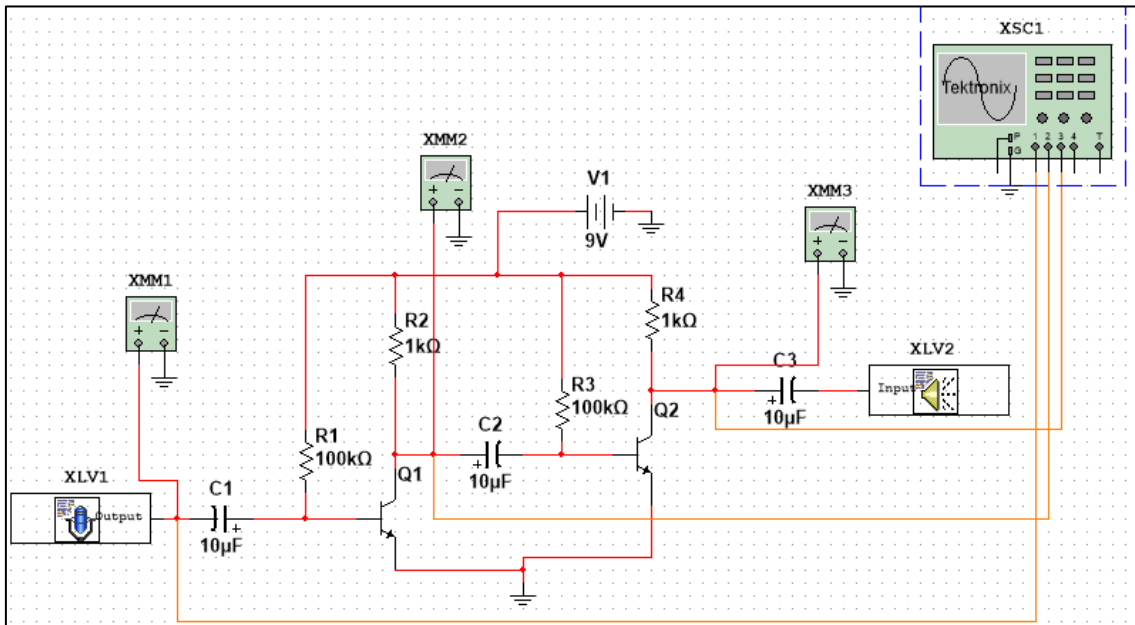 XSC1
Tektronix
P
G
1 2 3 4
T
XMM2
+ −
V1
9V
XMM3
+ −
XMM1
+ −
R2
1kΩ
R4
1kΩ
C3
+
10µF
XLV2
Input
R3
100kΩ
Q2
R1
100kΩ
C2
+
10µF
Q1
XLV1
Output
C1
+
10µF